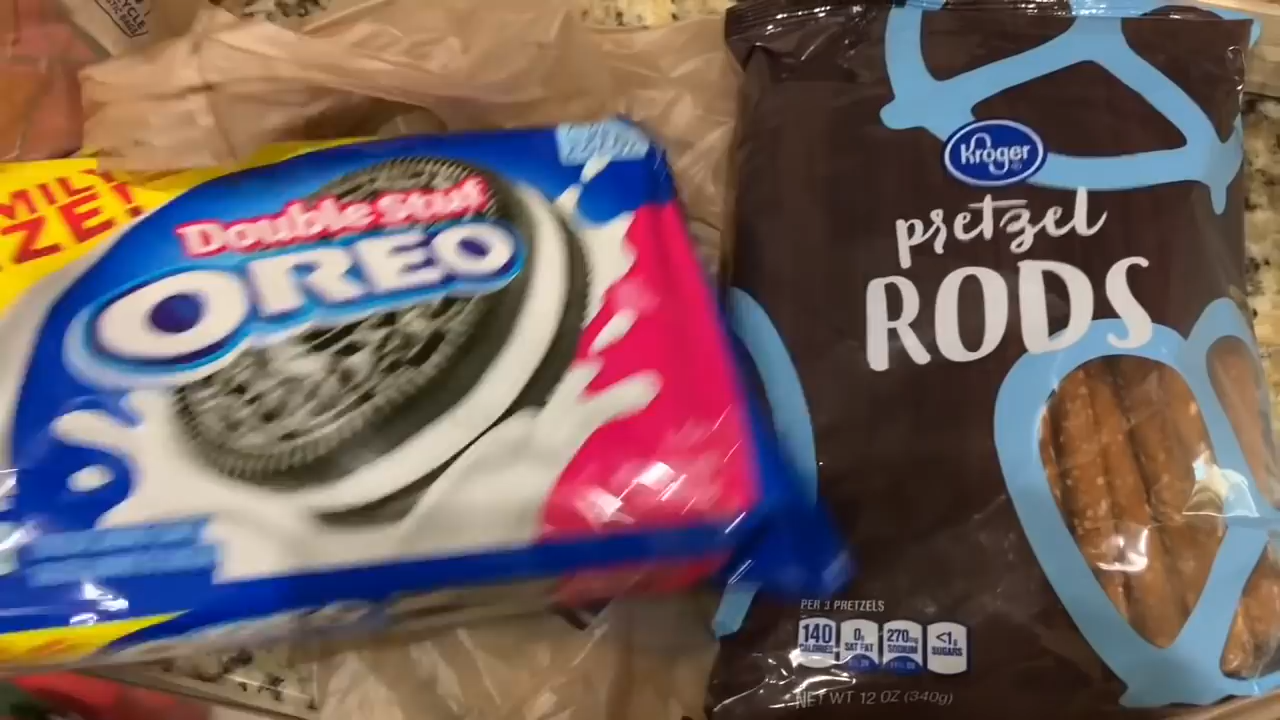 MILY
ZE!
Double Stuf
OREO
Kroger
pretzel
RODS
PER 3 PRETZELS
140 CALORIES
0g SAT FAT
270mg SODIUM
<1g SUGARS
NET WT 12 OZ (340g)